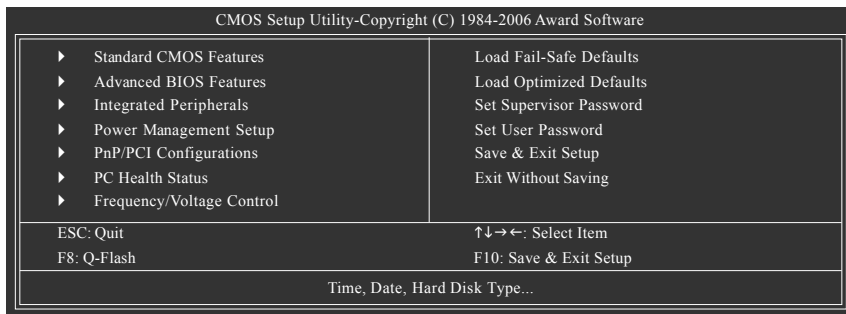 CMOS Setup Utility-Copyright (C) 1984-2006 Award Software
Standard CMOS Features
Advanced BIOS Features
Integrated Peripherals
Power Management Setup
PnP/PCI Configurations
PC Health Status
Frequency/Voltage Control
Load Fail-Safe Defaults
Load Optimized Defaults
Set Supervisor Password
Set User Password
Save & Exit Setup
Exit Without Saving
ESC: Quit
↑↓→←: Select Item
F8: Q-Flash
F10: Save & Exit Setup
Time, Date, Hard Disk Type...